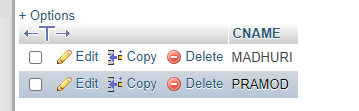 + Options
←T→ CNAME
Edit Copy Delete MADHURI
Edit Copy Delete PRAMOD